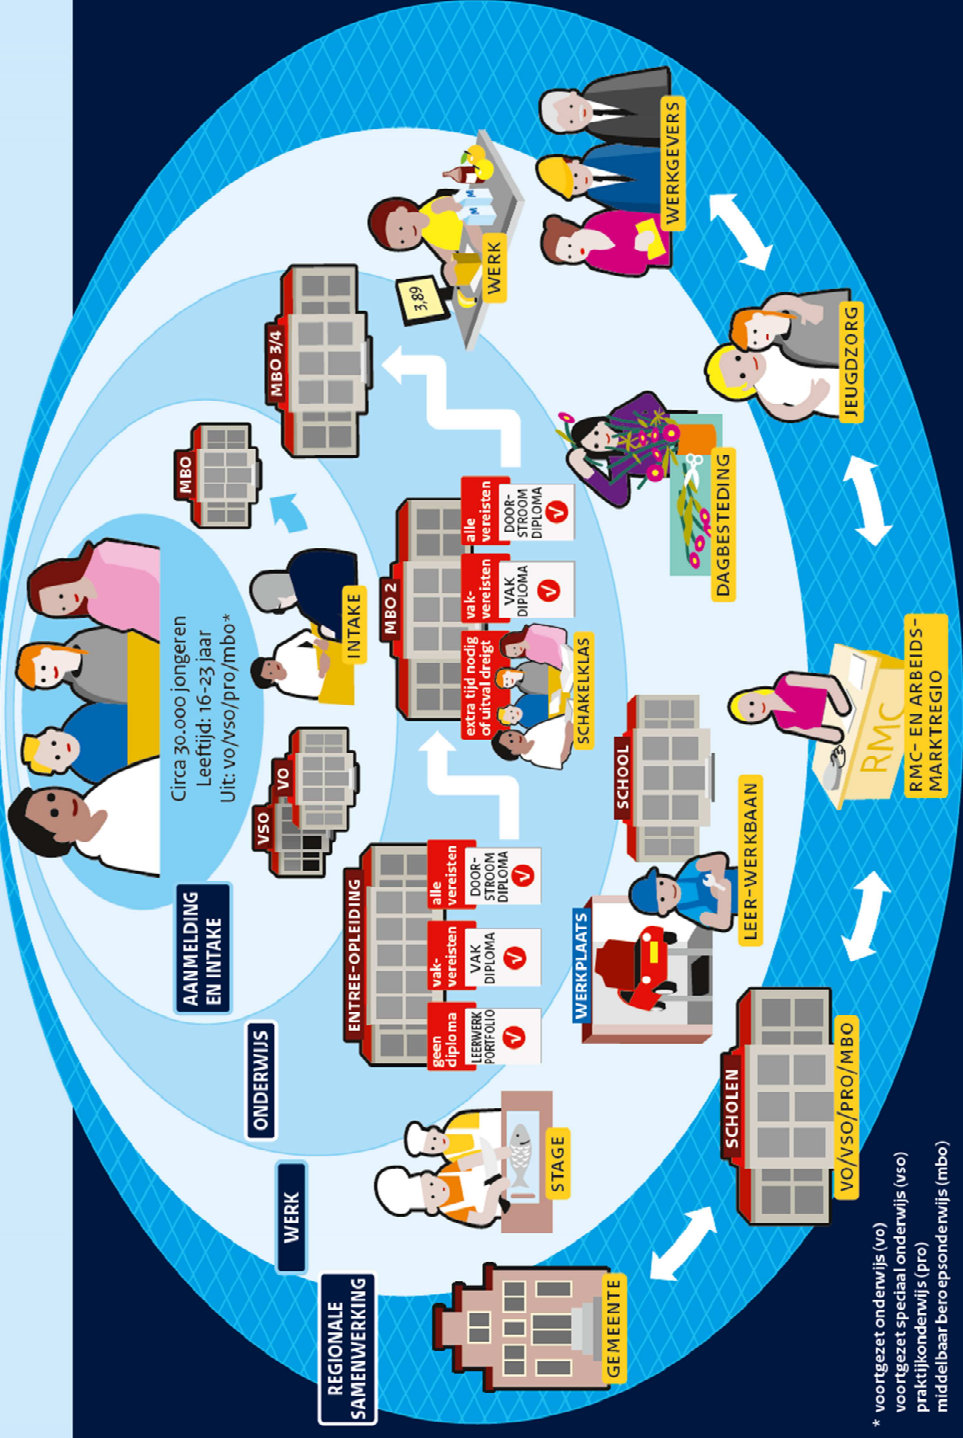 Circa 30.000 jongeren
Leeftijd: 16-23 jaar
Uit: vo/vso/pro/mbo*
AANMELDING
EN INTAKE
VSO
VO
INTAKE
MBO
ONDERWIJS
ENTREE-OPLEIDING
geen
diploma
LEERWERK
PORTFOLIO
vak-
vereisten
VAK
DIPLOMA
alle
vereisten
DOOR-
STROOM
DIPLOMA
MBO 2
extra tijd nodig
of uitval dreigt
SCHAKELKLAS
vak-
vereisten
VAK
DIPLOMA
alle
vereisten
DOOR-
STROOM
DIPLOMA
MBO 3/4
WERK
STAGE
WERKPLAATS
SCHOOL
LEER-WERKBAAN
DAGBESTEDING
3,89
WERK
REGIONALE
SAMENWERKING
GEMEENTE
SCHOLEN
VO/VSO/PRO/MBO
RMC
RMC- EN ARBEIDS-
MARKTREGIO
JEUGDZORG
WERKGEVERS
* voortgezet onderwijs (vo)
voortgezet speciaal onderwijs (vso)
praktijkonderwijs (pro)
middelbaar beroepsonderwijs (mbo)